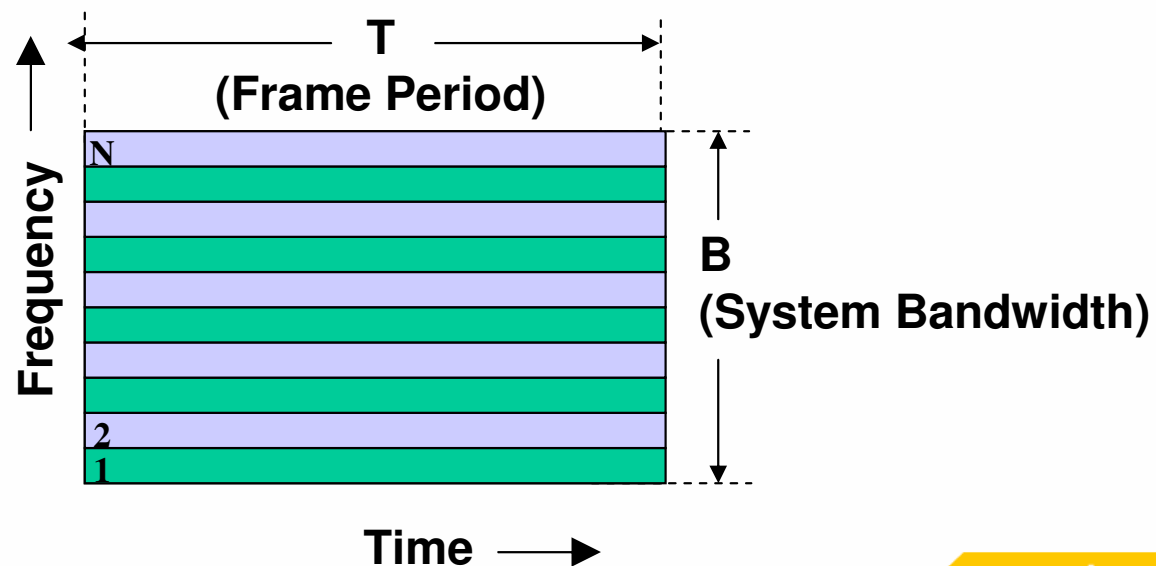 T
(Frame Period)
Frequency
N
B
(System Bandwidth)
2
1
Time